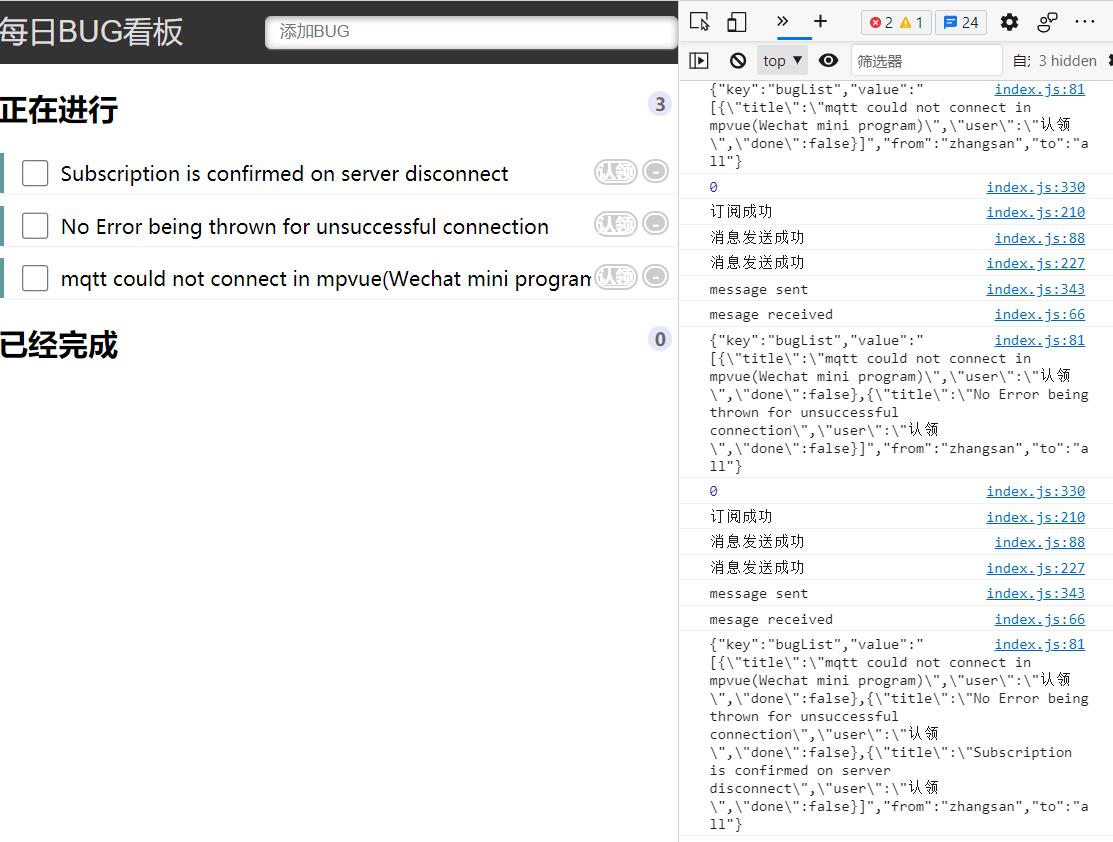 每日BUG看板
添加BUG
正在进行
3
Subscription is confirmed on server disconnect
认领
-
No Error being thrown for unsuccessful connection
认领
-
mqtt could not connect in mpvue(Wechat mini program
认领
-
已经完成
0
2
1
24
top
筛选器
3 hidden
{"key":"bugList","value":"
index.js:81
[{\"title\":\"mqtt could not connect in
mpvue(Wechat mini program)\",\"user\":\"认领
\",\"done\":false}]","from":"zhangsan","to":"a
ll"}
0
index.js:330
订阅成功
index.js:210
消息发送成功
index.js:88
消息发送成功
index.js:227
message sent
index.js:343
mesage received
index.js:66
{"key":"bugList","value":"
index.js:81
[{\"title\":\"mqtt could not connect in
mpvue(Wechat mini program)\",\"user\":\"认领
\",\"done\":false},{\"title\":\"No Error being
thrown for unsuccessful
connection\",\"user\":\"认领
\",\"done\":false}]","from":"zhangsan","to":"a
ll"}
0
index.js:330
订阅成功
index.js:210
消息发送成功
index.js:88
消息发送成功
index.js:227
message sent
index.js:343
mesage received
index.js:66
{"key":"bugList","value":"
index.js:81
[{\"title\":\"mqtt could not connect in
mpvue(Wechat mini program)\",\"user\":\"认领
\",\"done\":false},{\"title\":\"No Error being
thrown for unsuccessful
connection\",\"user\":\"认领
\",\"done\":false},{\"title\":\"Subscription
is confirmed on server
disconnect\",\"user\":\"认领
\",\"done\":false}]","from":"zhangsan","to":"a
ll"}